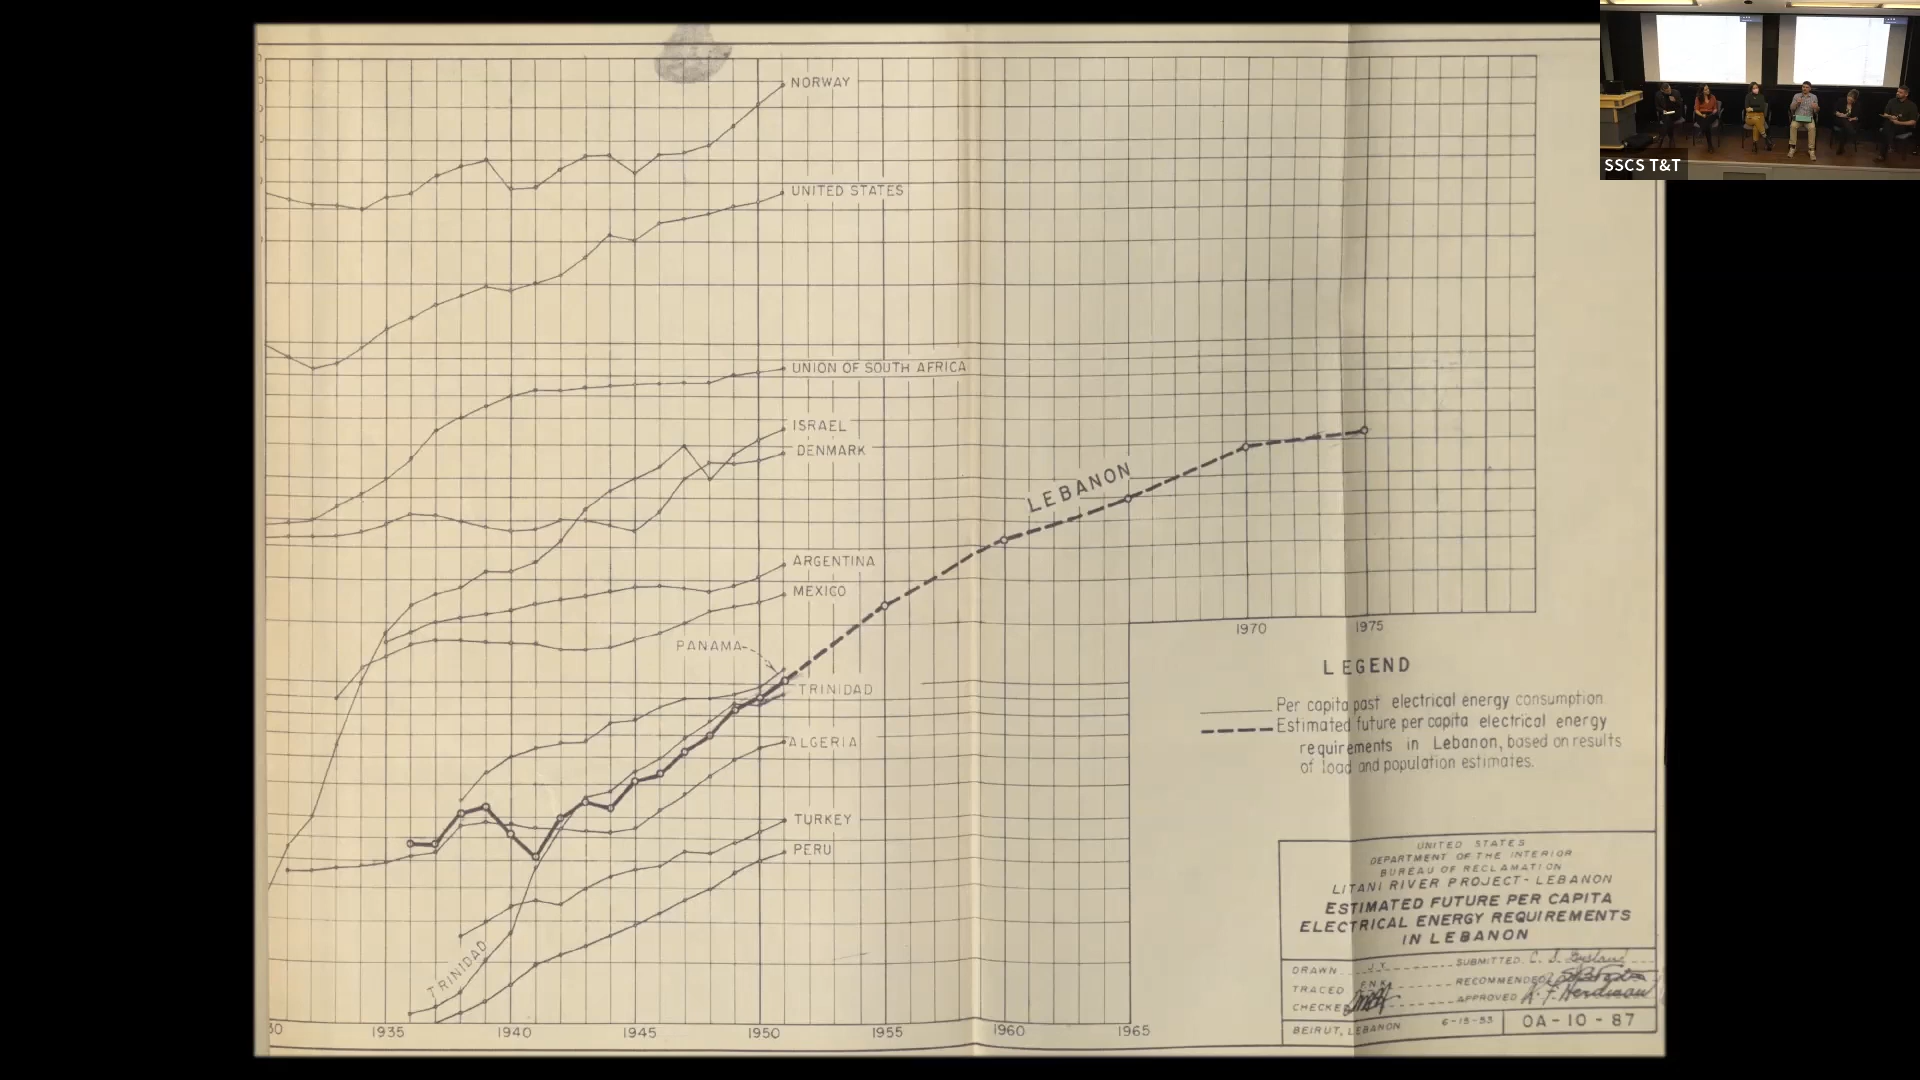 NORWAY
UNITED STATES
UNION OF SOUTH AFRICA
ISRAEL
DENMARK
LEBANON
ARGENTINA
MEXICO
PANAMA
TRINIDAD
ALGERIA
TURKEY
PERU
TRINIDAD
30 1935 1940 1945 1950 1955 1960 1965
1970 1975
LEGEND
Per capita past electrical energy consumption
Estimated future per capita electrical energy
requirements in Lebanon, based on results
of load and population estimates.
UNITED STATES
DEPARTMENT OF THE INTERIOR
BUREAU OF RECLAMATION
LITANI RIVER PROJECT - LEBANON
ESTIMATED FUTURE PER CAPITA
ELECTRICAL ENERGY REQUIREMENTS
IN LEBANON
DRAWN J.Y. SUBMITTED
TRACED F.N.K. RECOMMENDED
CHECKED APPROVED
BEIRUT, LEBANON 6-15-53 OA-10-87
SSCS T&T